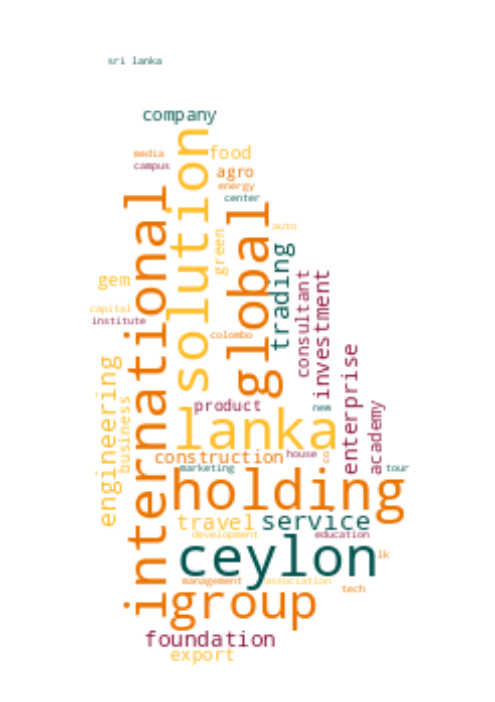 sri lanka
company
solution
media
food
campus
agro
energy
international
center
global
auto
green
trading
consultant
investment
gem
capital
institute
colombo
enterprise
engineering
business
product
new
academy
lanka
construction
house
co
marketing
tour
holding
travel
service
development
education
ceylon
lk
management
association
tech
group
foundation
export